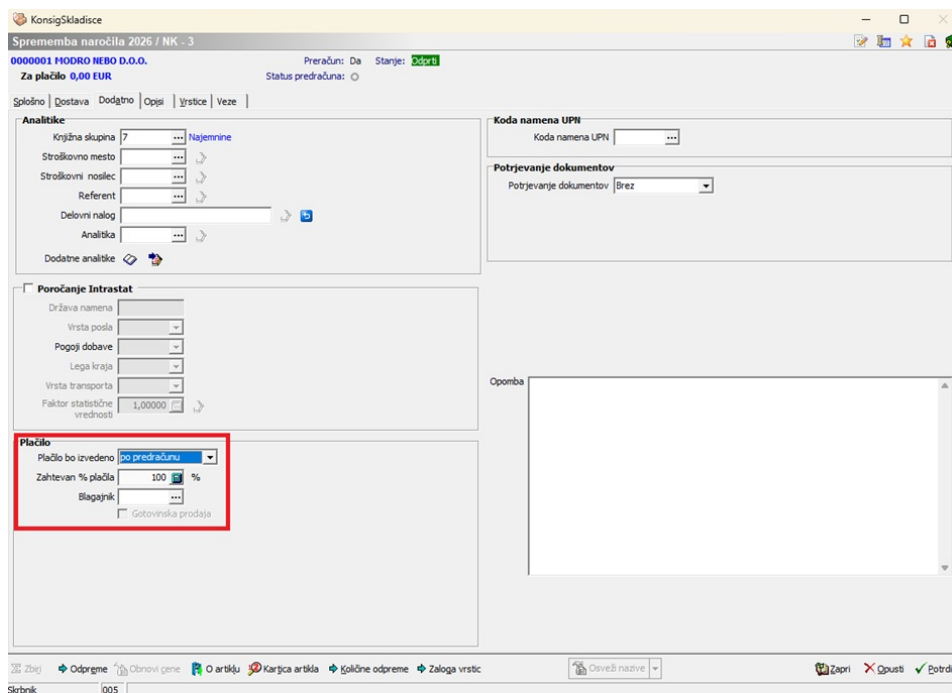 KonsigSkladisce
Sprememba naročila 2026 / NK - 3
0000001 MODRO NEBO D.O.O. Preračun: Da Stanje: Odprti
Za plačilo 0,00 EUR Status predračuna:
Splošno Dostava Dodatno Opisi Vrstice Veze
Analitike
Knjižna skupina 7 ... Najemnine
Stroškovno mesto ...
Stroškovni nosilec ...
Referent ...
Delovni nalog
Analitika ...
Dodatne analitike
Koda namena UPN
Koda namena UPN ...
Potrjevanje dokumentov
Potrjevanje dokumentov Brez
Poročanje Intrastat
Država namena
Vrsta posla
Pogoji dobave
Lega kraja
Vrsta transporta
Faktor statistične vrednosti 1,00000
Opomba
Plačilo
Plačilo bo izvedeno po predračunu
Zahtevan % plačila 100 %
Blagajnik ...
Gotovinska prodaja
Zbirj Odpreme Obnovi cene O artiklu Kartica artikla Količne odpreme Zaloga vrstic Osveži nazive Zapri Opusti Potrdi
Skrbnik 005